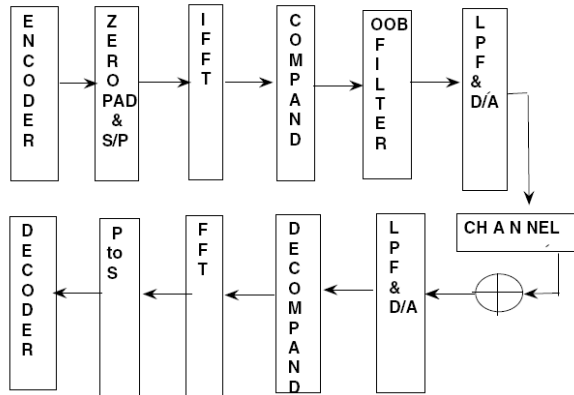 ENCODER
ZERO
PAD
&
S/P
IFFT
COMPAND
OOB
FILTER
LPF
&
D/A
CHANNEL
DECODER
P
to
S
FFT
DECOMPAND
LPF
&
D/A